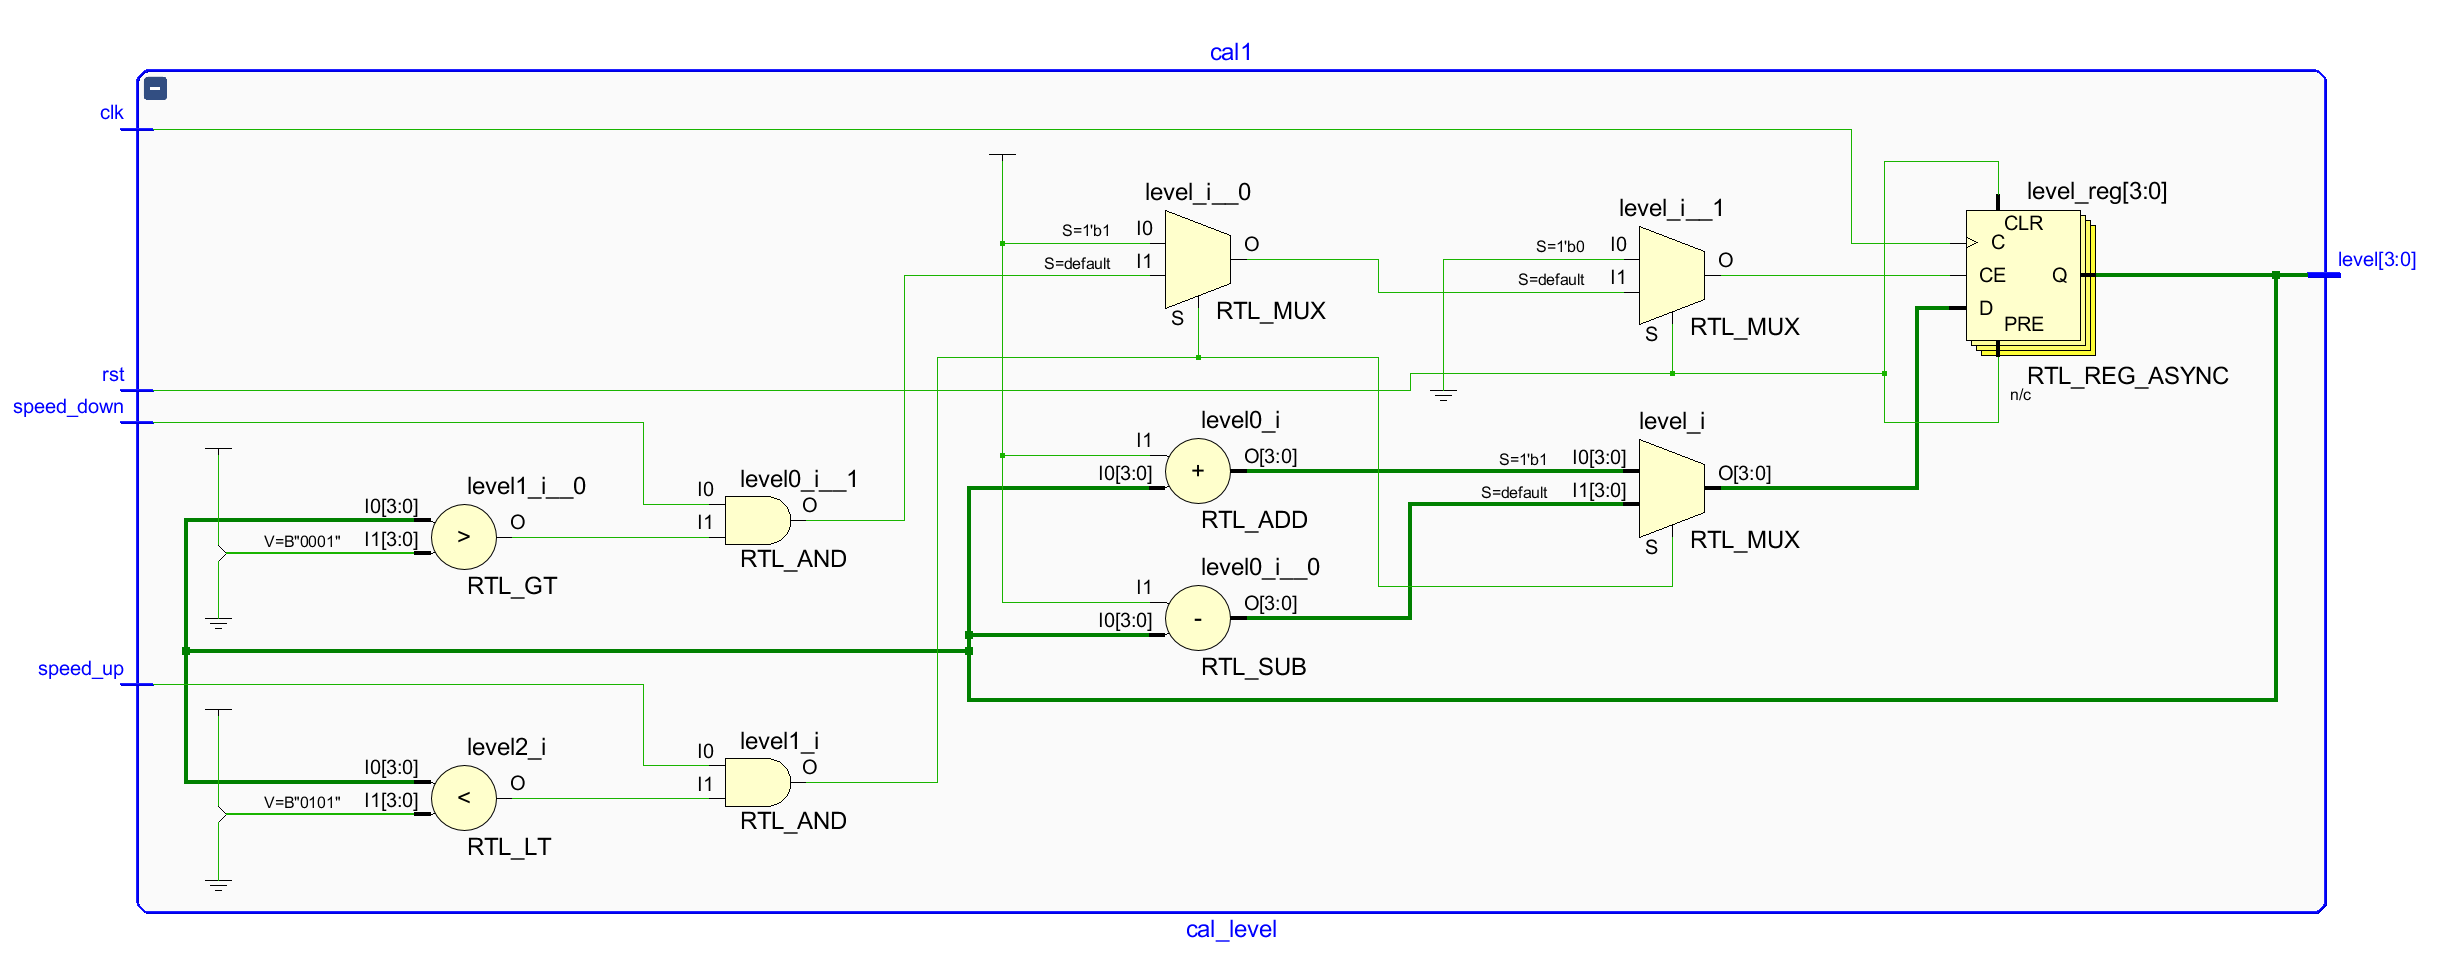 cal1
clk
level_i__0
level_reg[3:0]
level_i__1
CLR
S=1'b1
I0
O
S=1'b0
I0
C
S=default
I1
O
level[3:0]
S=default
I1
CE
Q
D
S
RTL_MUX
PRE
S
RTL_MUX
rst
RTL_REG_ASYNC
n/c
speed_down
level0_i
level_i
I1
O[3:0]
S=1'b1
I0[3:0]
I0[3:0]
+
O[3:0]
level1_i__0
level0_i__1
I0
S=default
I1[3:0]
I0[3:0]
O
I1
O
RTL_ADD
V=B"0001"
I1[3:0]
>
S
RTL_MUX
RTL_GT
RTL_AND
level0_i__0
I1
O[3:0]
I0[3:0]
-
RTL_SUB
speed_up
level2_i
level1_i
I0
I0[3:0]
O
I1
O
V=B"0101"
I1[3:0]
<
RTL_LT
RTL_AND
cal_level